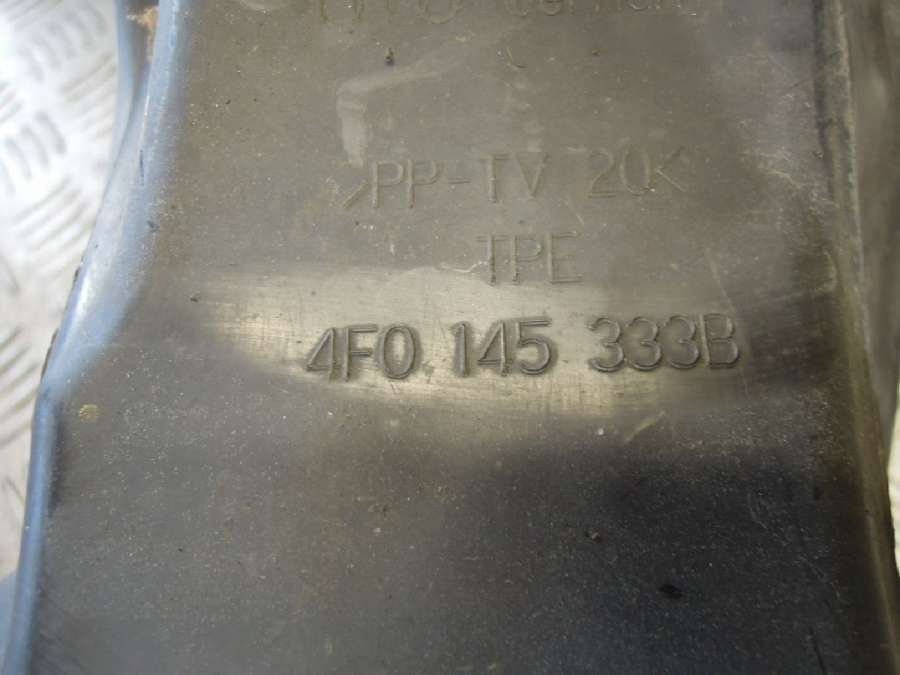 >PP-TV 20<
TPE
4F0 145 333B